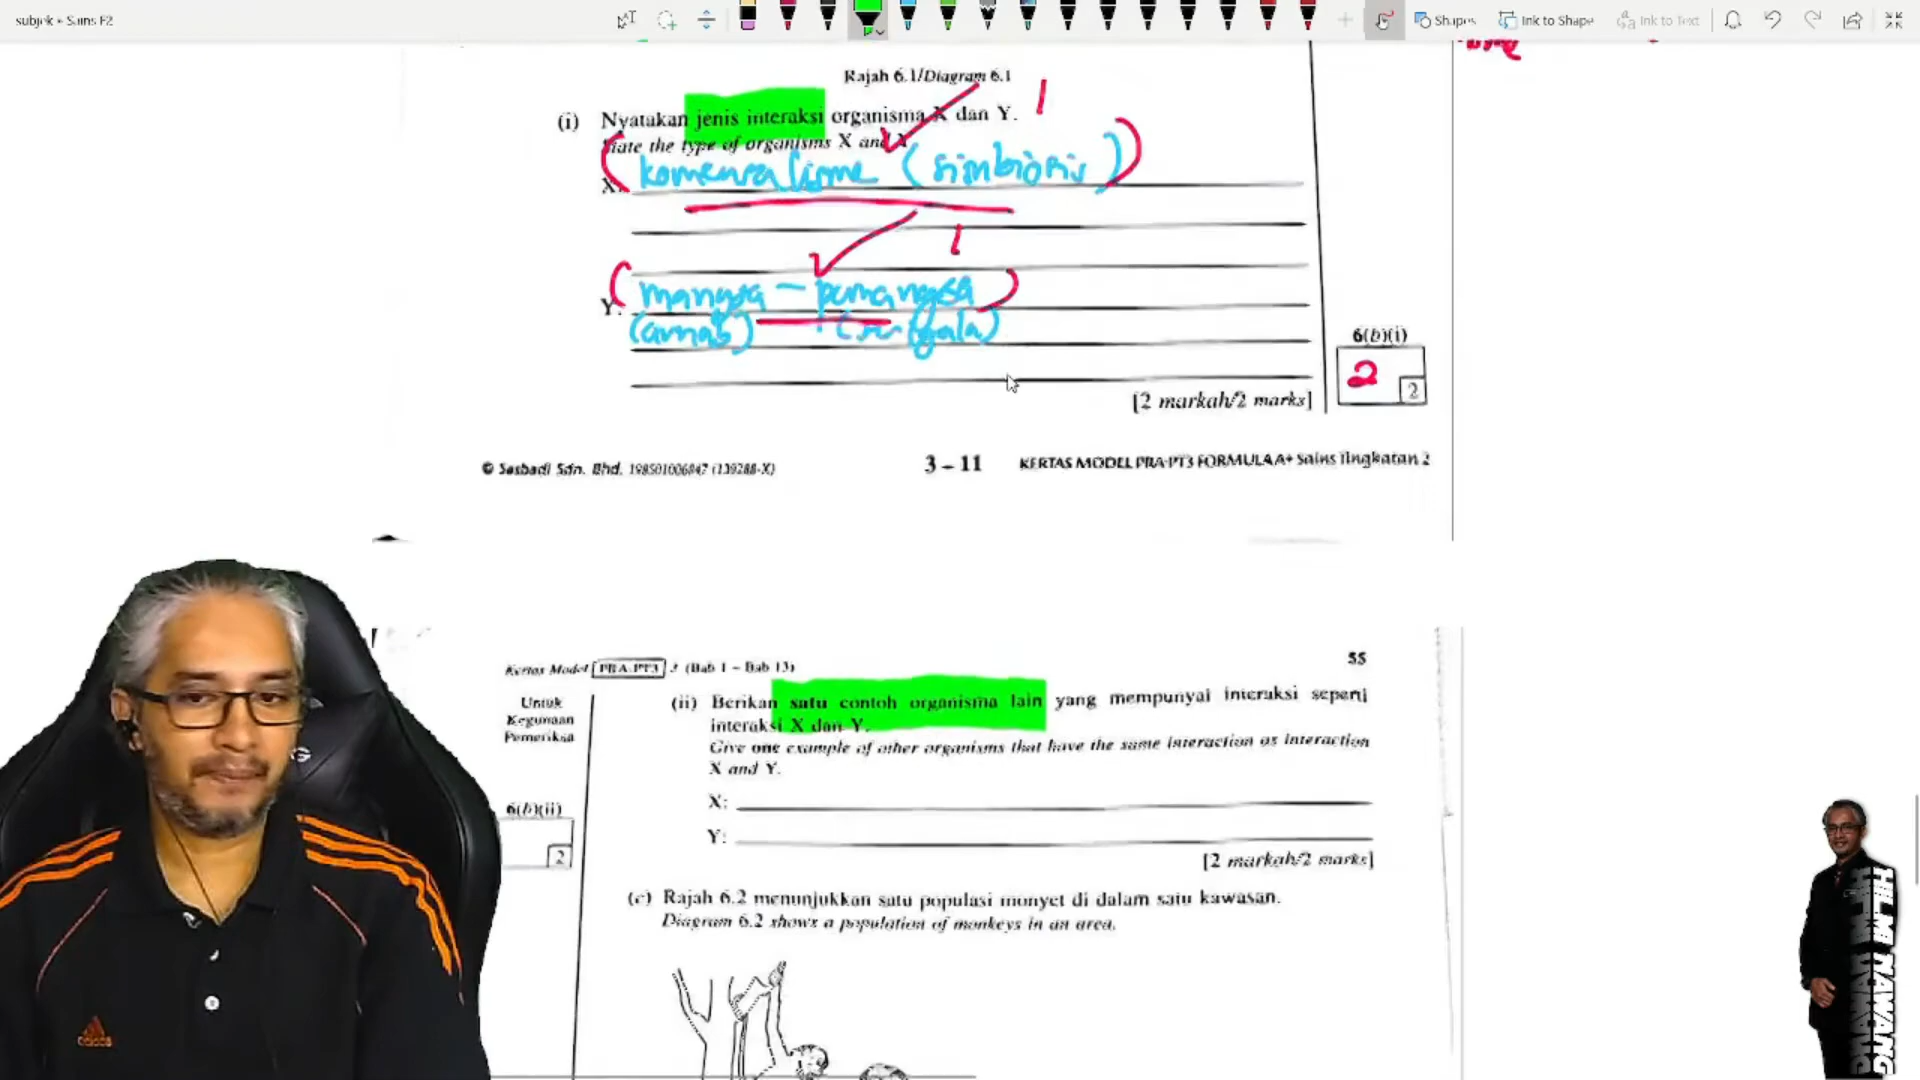 subjek • Sains F2
Shapes
Ink to Shape
Ink to Text
Rajah 6.1/Diagram 6.1
(i) Nyatakan jenis interaksi organisma X dan Y.
State the type of organisms X and Y
1
X: komensalisme (simbiosis)
1
Y: mangsa - pemangsa
(arnab) (serigala)
6(b)(i)
2
2
[2 markah/2 marks]
© Sasbadi Sdn. Bhd. 198501006847 (139288-X)
3 – 11
KERTAS MODEL PRA-PT3 FORMULA A+ Sains Tingkatan 2
Kertas Model PRA-PT3 3 (Bab 1 – Bab 13)
55
Untuk
Kegunaan
Pemeriksa
(ii) Berikan satu contoh organisma lain yang mempunyai interaksi seperti
interaksi X dan Y.
Give one example of other organisms that have the same interaction as interaction
X and Y.
X:
6(b)(ii)
Y:
2
[2 markah/2 marks]
(c) Rajah 6.2 menunjukkan satu populasi monyet di dalam satu kawasan.
Diagram 6.2 shows a population of monkeys in an area.
adidas
HILMI NAWANG